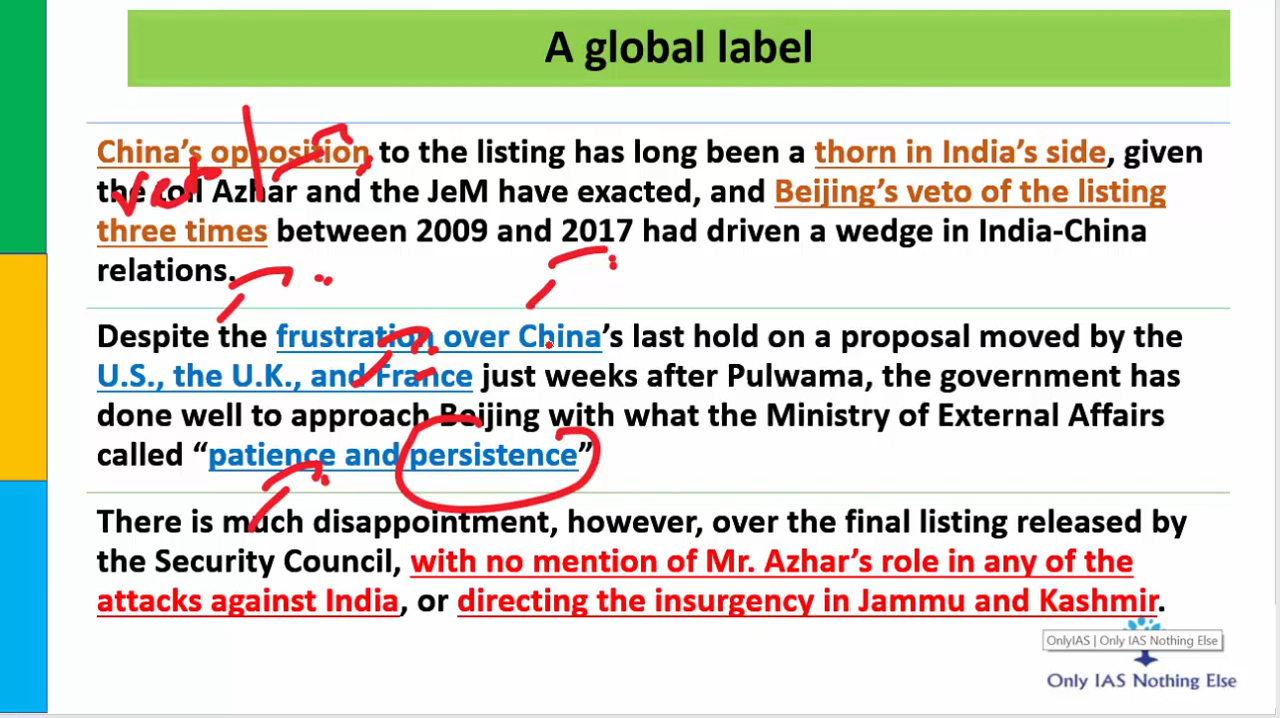 A global label
China's opposition to the listing has long been a thorn in India's side, given
the toll Azhar and the JeM have exacted, and Beijing's veto of the listing
three times between 2009 and 2017 had driven a wedge in India-China
relations.
veto
Despite the frustration over China's last hold on a proposal moved by the
U.S., the U.K., and France just weeks after Pulwama, the government has
done well to approach Beijing with what the Ministry of External Affairs
called “patience and persistence”
There is much disappointment, however, over the final listing released by
the Security Council, with no mention of Mr. Azhar's role in any of the
attacks against India, or directing the insurgency in Jammu and Kashmir.
OnlyIAS | Only IAS Nothing Else
Only IAS Nothing Else